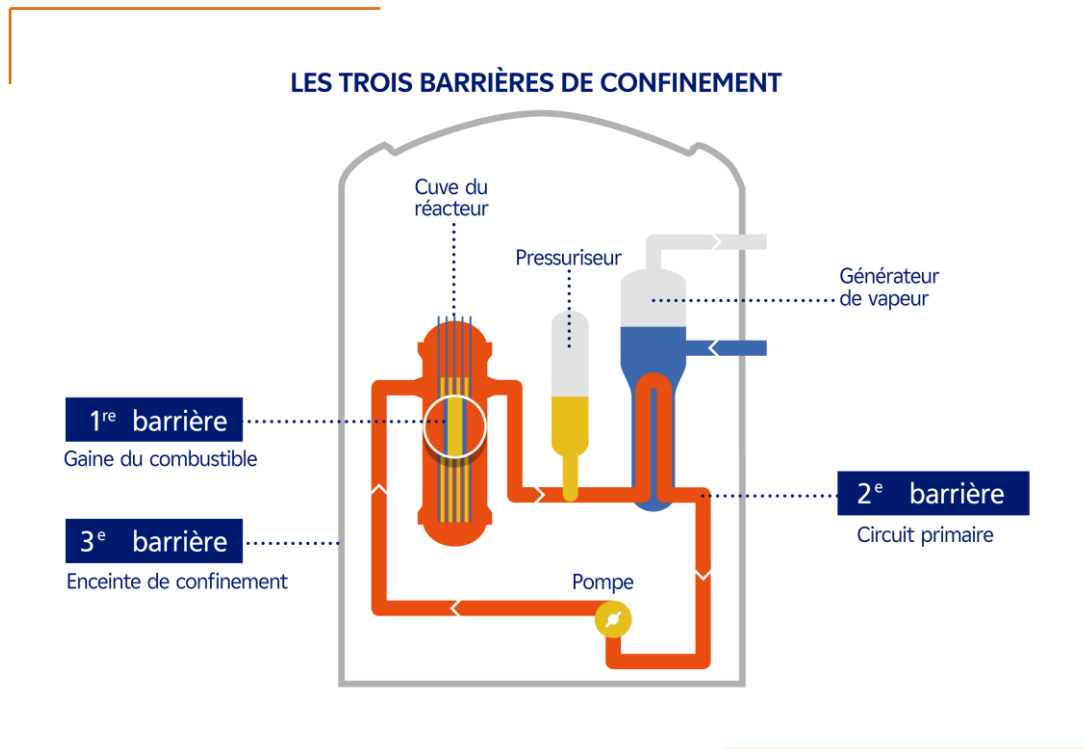 LES TROIS BARRIÈRES DE CONFINEMENT
Cuve du
réacteur
Pressuriseur
Générateur
de vapeur
1re barrière
Gaine du combustible
2e barrière
Circuit primaire
3e barrière
Enceinte de confinement
Pompe